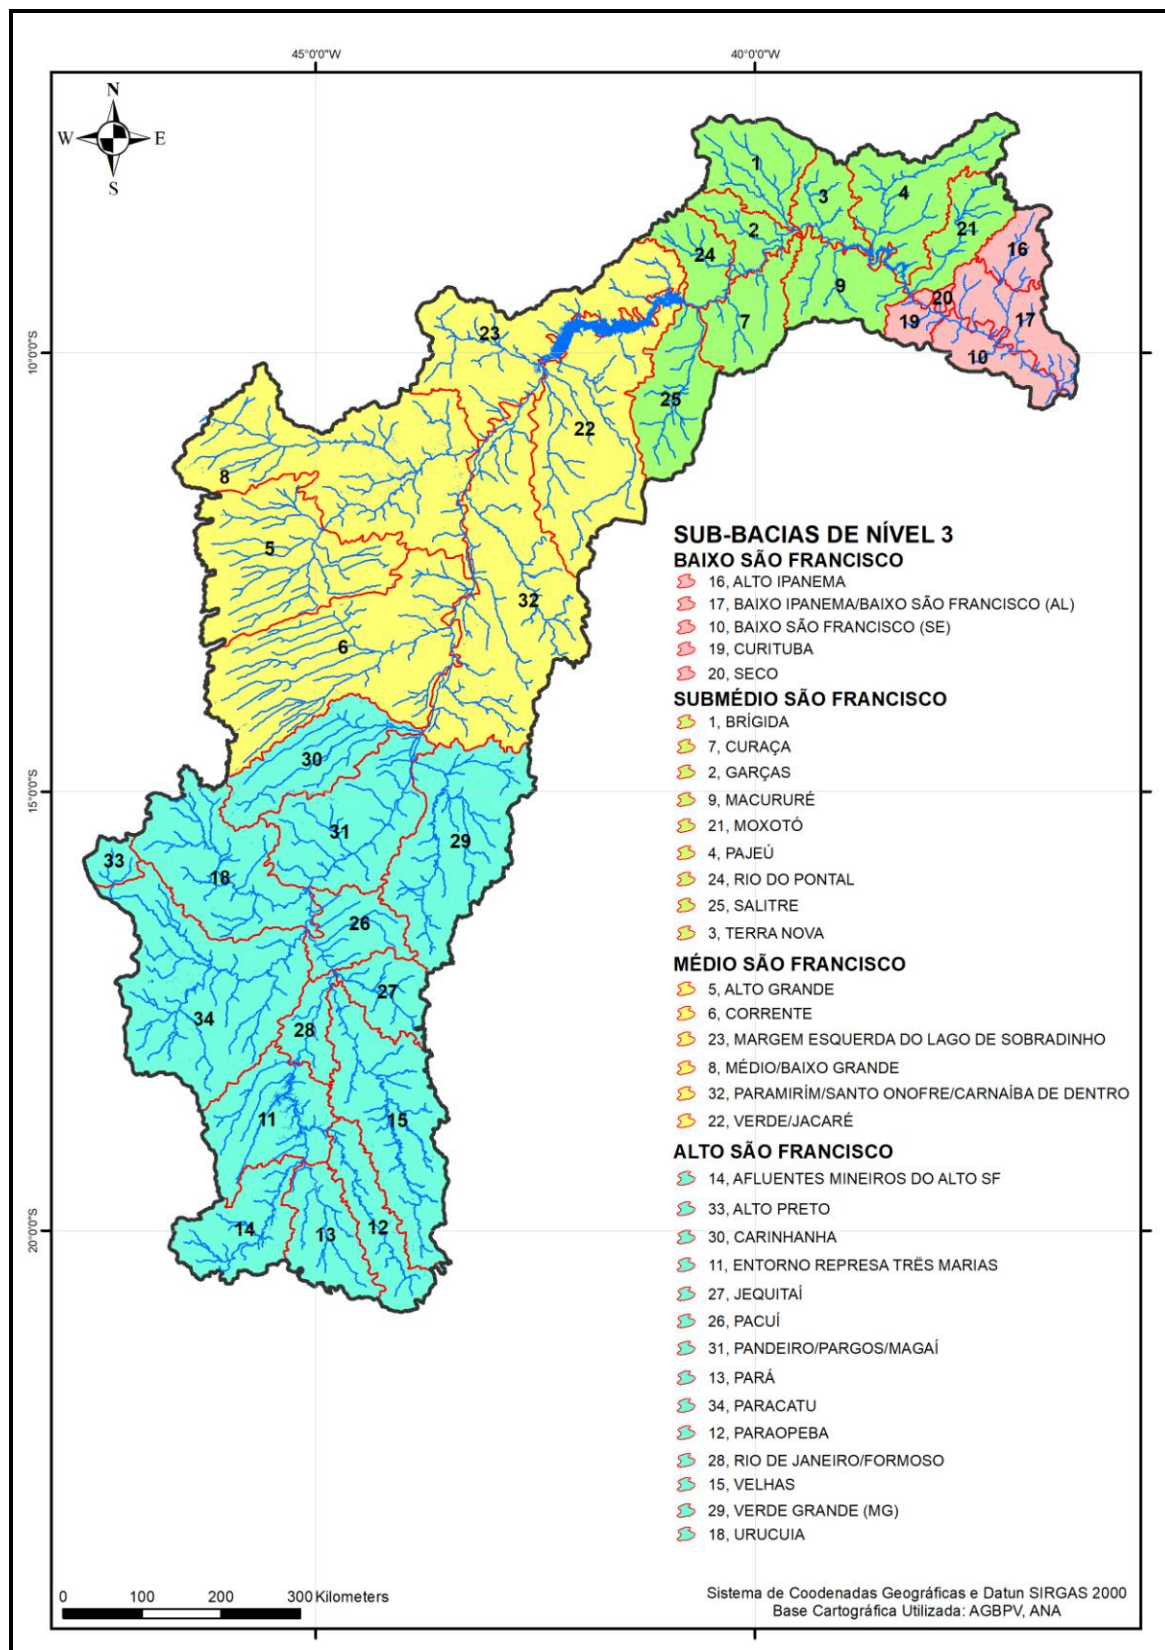 45°0'0"W
40°0'0"W
N
W
E
S
1
3
4
2
21
24
16
9
20
7
19
17
10
23
10°0'0"S
25
22
8
5
32
6
30
15°0'0"S
31
29
33
18
26
27
34
28
11
15
20°0'0"S
14
13
12
SUB-BACIAS DE NÍVEL 3
BAIXO SÃO FRANCISCO
16, ALTO IPANEMA
17, BAIXO IPANEMA/BAIXO SÃO FRANCISCO (AL)
10, BAIXO SÃO FRANCISCO (SE)
19, CURITUBA
20, SECO
SUBMÉDIO SÃO FRANCISCO
1, BRÍGIDA
7, CURAÇA
2, GARÇAS
9, MACURURÉ
21, MOXOTÓ
4, PAJEÚ
24, RIO DO PONTAL
25, SALITRE
3, TERRA NOVA
MÉDIO SÃO FRANCISCO
5, ALTO GRANDE
6, CORRENTE
23, MARGEM ESQUERDA DO LAGO DE SOBRADINHO
8, MÉDIO/BAIXO GRANDE
32, PARAMIRÍM/SANTO ONOFRE/CARNAÍBA DE DENTRO
22, VERDE/JACARÉ
ALTO SÃO FRANCISCO
14, AFLUENTES MINEIROS DO ALTO SF
33, ALTO PRETO
30, CARINHANHA
11, ENTORNO REPRESA TRÊS MARIAS
27, JEQUITAÍ
26, PACUÍ
31, PANDEIRO/PARGOS/MAGAÍ
13, PARÁ
34, PARACATU
12, PARAOPEBA
28, RIO DE JANEIRO/FORMOSO
15, VELHAS
29, VERDE GRANDE (MG)
18, URUCUIA
0 100 200 300 Kilometers
Sistema de Coodenadas Geográficas e Datun SIRGAS 2000
Base Cartográfica Utilizada: AGBPV, ANA